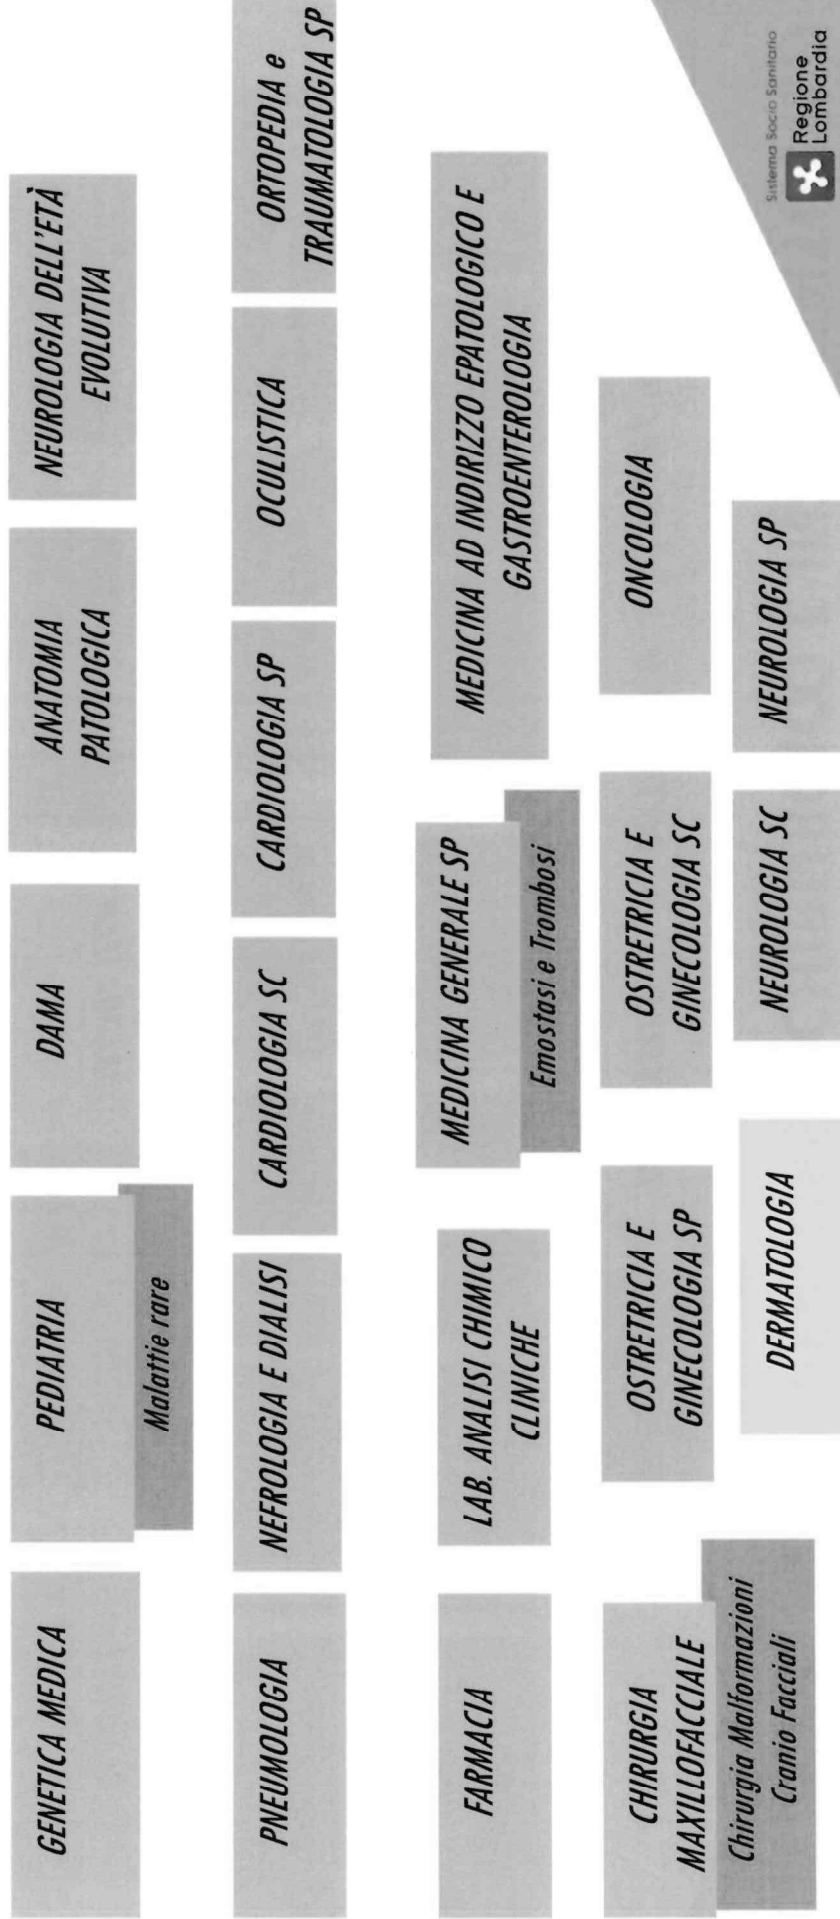 GENETICA MEDICA
PEDIATRIA
Malattie rare
DAMA
ANATOMIA
PATOLOGICA
NEUROLOGIA DELL'ETÀ
EVOLUTIVA
PNEUMOLOGIA
NEFROLOGIA E DIALISI
CARDIOLOGIA SC
CARDIOLOGIA SP
OCULISTICA
ORTOPEDIA e
TRAUMATOLOGIA SP
FARMACIA
LAB. ANALISI CHIMICO
CLINICHE
MEDICINA GENERALE SP
Emostasi e Trombosi
MEDICINA AD INDIRIZZO EPATOLOGICO E
GASTROENTEROLOGIA
CHIRURGIA
MAXILLOFACCIALE
Chirurgia Malformazioni
Cranio Facciali
OSTRETRICIA E
GINECOLOGIA SP
OSTRETRICIA E
GINECOLOGIA SC
ONCOLOGIA
DERMATOLOGIA
NEUROLOGIA SC
NEUROLOGIA SP
Sistema Socio Sanitario
Regione
Lombardia